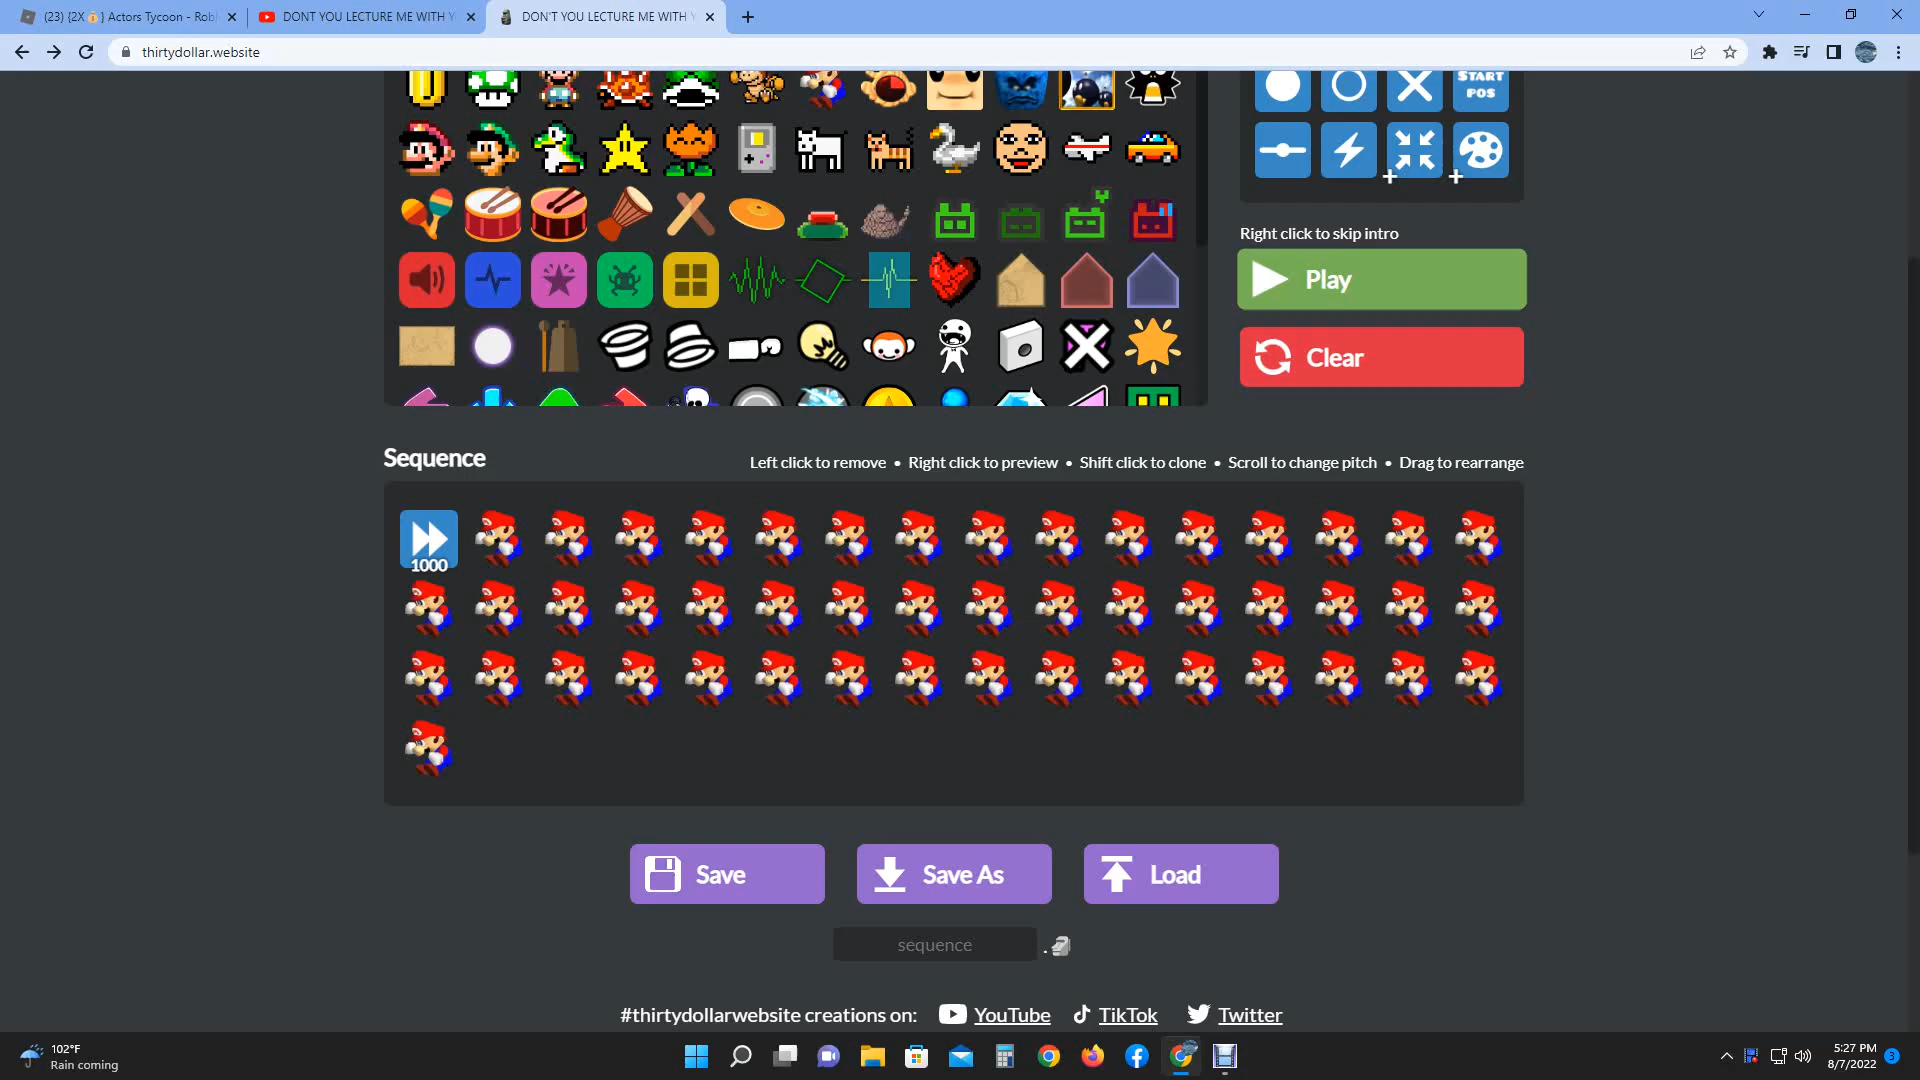 (23) {2X💰} Actors Tycoon - Rob
DONT YOU LECTURE ME WITH Y
DON'T YOU LECTURE ME WITH Y
thirtydollar.website
START
POS
Right click to skip intro
Play
Clear
Sequence
Left click to remove • Right click to preview • Shift click to clone • Scroll to change pitch • Drag to rearrange
1000
Save
Save As
Load
sequence
.
#thirtydollarwebsite creations on: YouTube TikTok Twitter
102°F
Rain coming
5:27 PM
8/7/2022
3